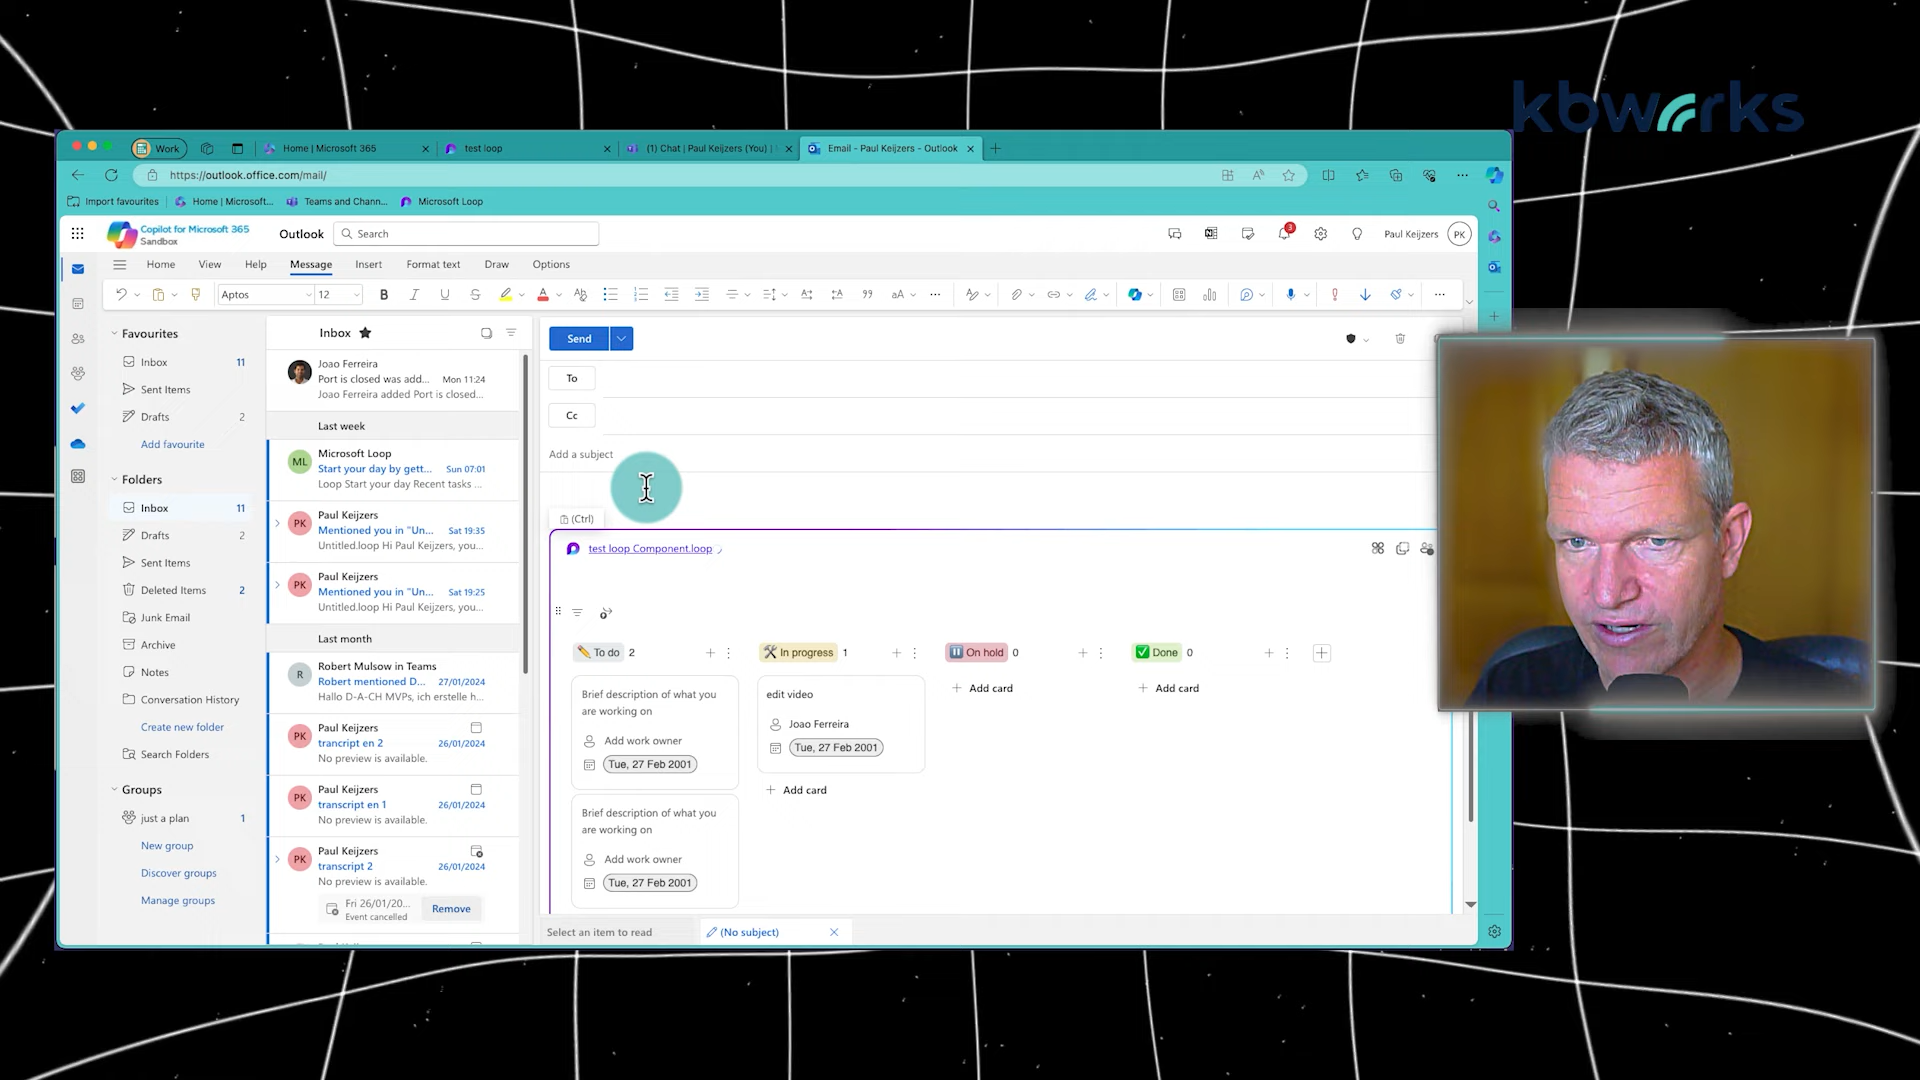 kbworks
Work
Home | Microsoft 365
test loop
(1) Chat | Paul Keijzers (You) |
Email - Paul Keijzers - Outlook
https://outlook.office.com/mail/
Import favourites
Home | Microsoft...
Teams and Chann...
Microsoft Loop
Copilot for Microsoft 365
Sandbox
Outlook
Search
3
Paul Keijzers
PK
Home
View
Help
Message
Insert
Format text
Draw
Options
Aptos
12
Favourites
Inbox 11
Sent Items
Drafts 2
Add favourite
Folders
Inbox 11
Drafts 2
Sent Items
Deleted Items 2
Junk Email
Archive
Notes
Conversation History
Create new folder
Search Folders
Groups
just a plan 1
New group
Discover groups
Manage groups
Inbox
Joao Ferreira
Port is closed was add... Mon 11:24
Joao Ferreira added Port is closed...
Last week
ML
Microsoft Loop
Start your day by gett... Sun 07:01
Loop Start your day Recent tasks ...
PK
Paul Keijzers
Mentioned you in "Un... Sat 19:35
Untitled.loop Hi Paul Keijzers, you...
PK
Paul Keijzers
Mentioned you in "Un... Sat 19:25
Untitled.loop Hi Paul Keijzers, you...
Last month
R
Robert Mulsow in Teams
Robert mentioned D... 27/01/2024
Hallo D-A-CH MVPs, ich erstelle h...
PK
Paul Keijzers
trancript en 2 26/01/2024
No preview is available.
PK
Paul Keijzers
transcript en 1 26/01/2024
No preview is available.
PK
Paul Keijzers
transcript 2 26/01/2024
No preview is available.
Fri 26/01/20...
Event cancelled
Remove
Send
To
Cc
Add a subject
(Ctrl)
test loop Component.loop
To do 2
In progress 1
On hold 0
Done 0
Brief description of what you
are working on
Add work owner
Tue, 27 Feb 2001
Brief description of what you
are working on
Add work owner
Tue, 27 Feb 2001
edit video
Joao Ferreira
Tue, 27 Feb 2001
Add card
Add card
Add card
Select an item to read
(No subject)